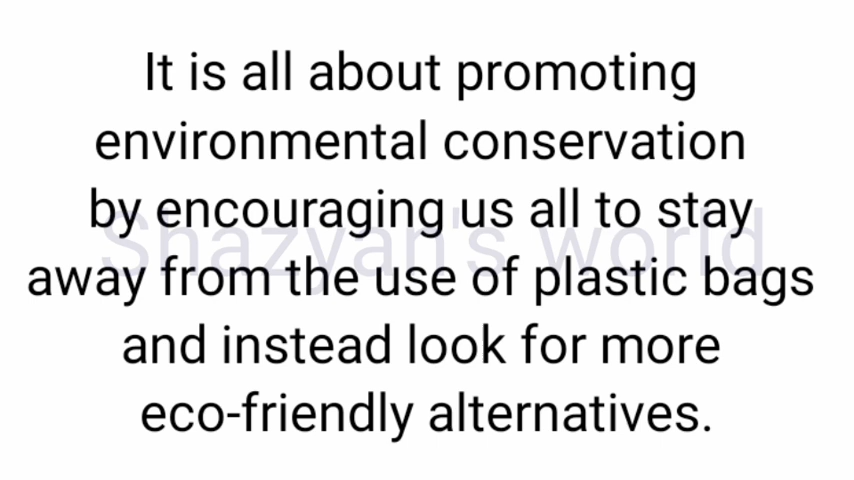 It is all about promoting
environmental conservation
by encouraging us all to stay
Shazyan's world
away from the use of plastic bags
and instead look for more
eco-friendly alternatives.